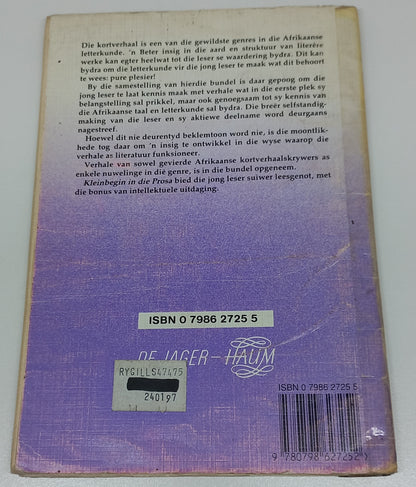 Die kortverhaal is een van die gewildste genres in die Afrikaanse
letterkunde. 'n Beter insig in die aard en struktuur van literêre
werke kan egter heelwat tot die leser se waardering bydra. Dit kan
bydra om die letterkunde vir die jong leser te maak wat dit behoort
te wees: pure plesier!
By die samestelling van hierdie bundel is daar gepoog om die
jong leser te laat kennis maak met verhale wat in die eerste plek sy
belangstelling sal prikkel, maar ook genoegsaam tot sy kennis van
die Afrikaanse taal en letterkunde sal bydra. Die breër selfstandig-
making van die leser en sy aktiewe deelname word deurgaans
nagestreef.
Hoewel dit nie deurentyd beklemtoon word nie, is die moontlik-
hede tog daar om 'n insig te ontwikkel in die wyse waarop die
verhale as literatuur funksioneer.
Verhale van sowel gevierde Afrikaanse kortverhaalskrywers as
enkele nuwelinge in dié genre, is in die bundel opgeneem.
Kleinbegin in die Prosa bied die jong leser suiwer leesgenot, met
die bonus van intellektuele uitdaging.
ISBN 0 7986 2725 5
DE JAGER–HAUM
RYGILLS47475
240197
ISBN 0 7986 2725 5
9 780798 627252